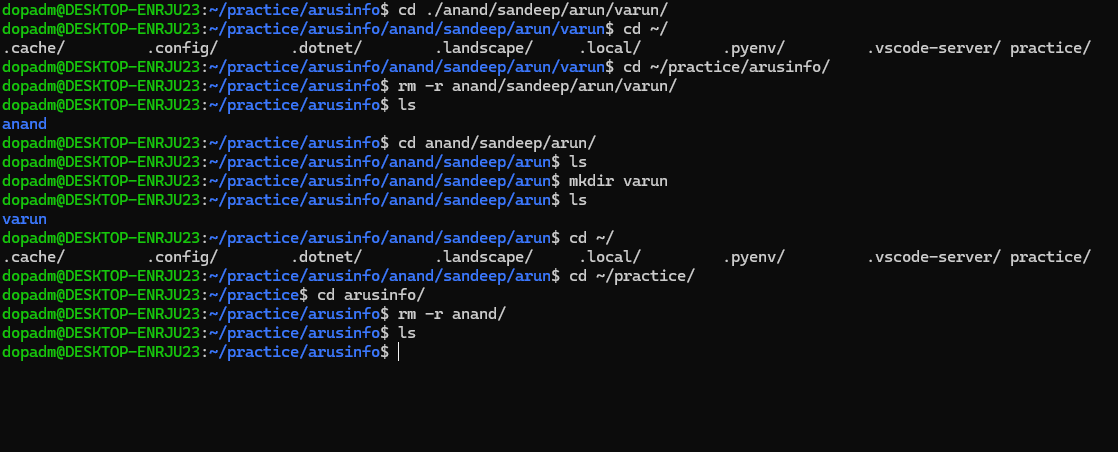 dopadm@DESKTOP-ENRJU23:~/practice/arusinfo$ cd ./anand/sandeep/arun/varun/
dopadm@DESKTOP-ENRJU23:~/practice/arusinfo/anand/sandeep/arun/varun$ cd ~/
.cache/         .config/        .dotnet/        .landscape/     .local/         .pyenv/         .vscode-server/ practice/
dopadm@DESKTOP-ENRJU23:~/practice/arusinfo/anand/sandeep/arun/varun$ cd ~/practice/arusinfo/
dopadm@DESKTOP-ENRJU23:~/practice/arusinfo$ rm -r anand/sandeep/arun/varun/
dopadm@DESKTOP-ENRJU23:~/practice/arusinfo$ ls
anand
dopadm@DESKTOP-ENRJU23:~/practice/arusinfo$ cd anand/sandeep/arun/
dopadm@DESKTOP-ENRJU23:~/practice/arusinfo/anand/sandeep/arun$ ls
dopadm@DESKTOP-ENRJU23:~/practice/arusinfo/anand/sandeep/arun$ mkdir varun
dopadm@DESKTOP-ENRJU23:~/practice/arusinfo/anand/sandeep/arun$ ls
varun
dopadm@DESKTOP-ENRJU23:~/practice/arusinfo/anand/sandeep/arun$ cd ~/
.cache/         .config/        .dotnet/        .landscape/     .local/         .pyenv/         .vscode-server/ practice/
dopadm@DESKTOP-ENRJU23:~/practice/arusinfo/anand/sandeep/arun$ cd ~/practice/
dopadm@DESKTOP-ENRJU23:~/practice$ cd arusinfo/
dopadm@DESKTOP-ENRJU23:~/practice/arusinfo$ rm -r anand/
dopadm@DESKTOP-ENRJU23:~/practice/arusinfo$ ls
dopadm@DESKTOP-ENRJU23:~/practice/arusinfo$